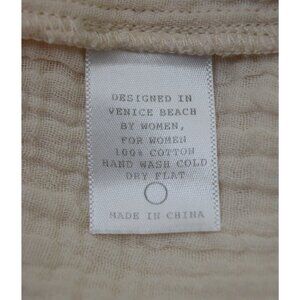 DESIGNED IN
VENICE BEACH
BY WOMEN,
FOR WOMEN
100% COTTON
HAND WASH COLD
DRY FLAT
MADE IN CHINA